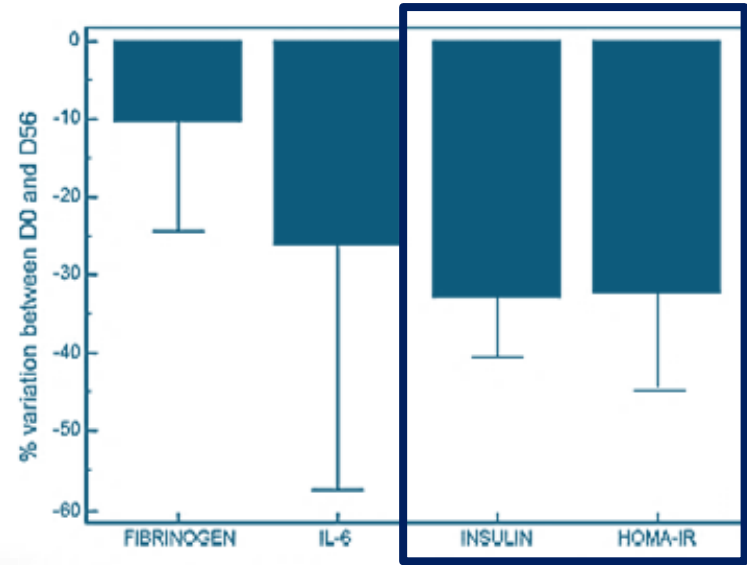 % variation between D0 and D56
0
-10
-20
-30
-40
-50
-60
FIBRINOGEN
IL-6
INSULIN
HOMA-IR